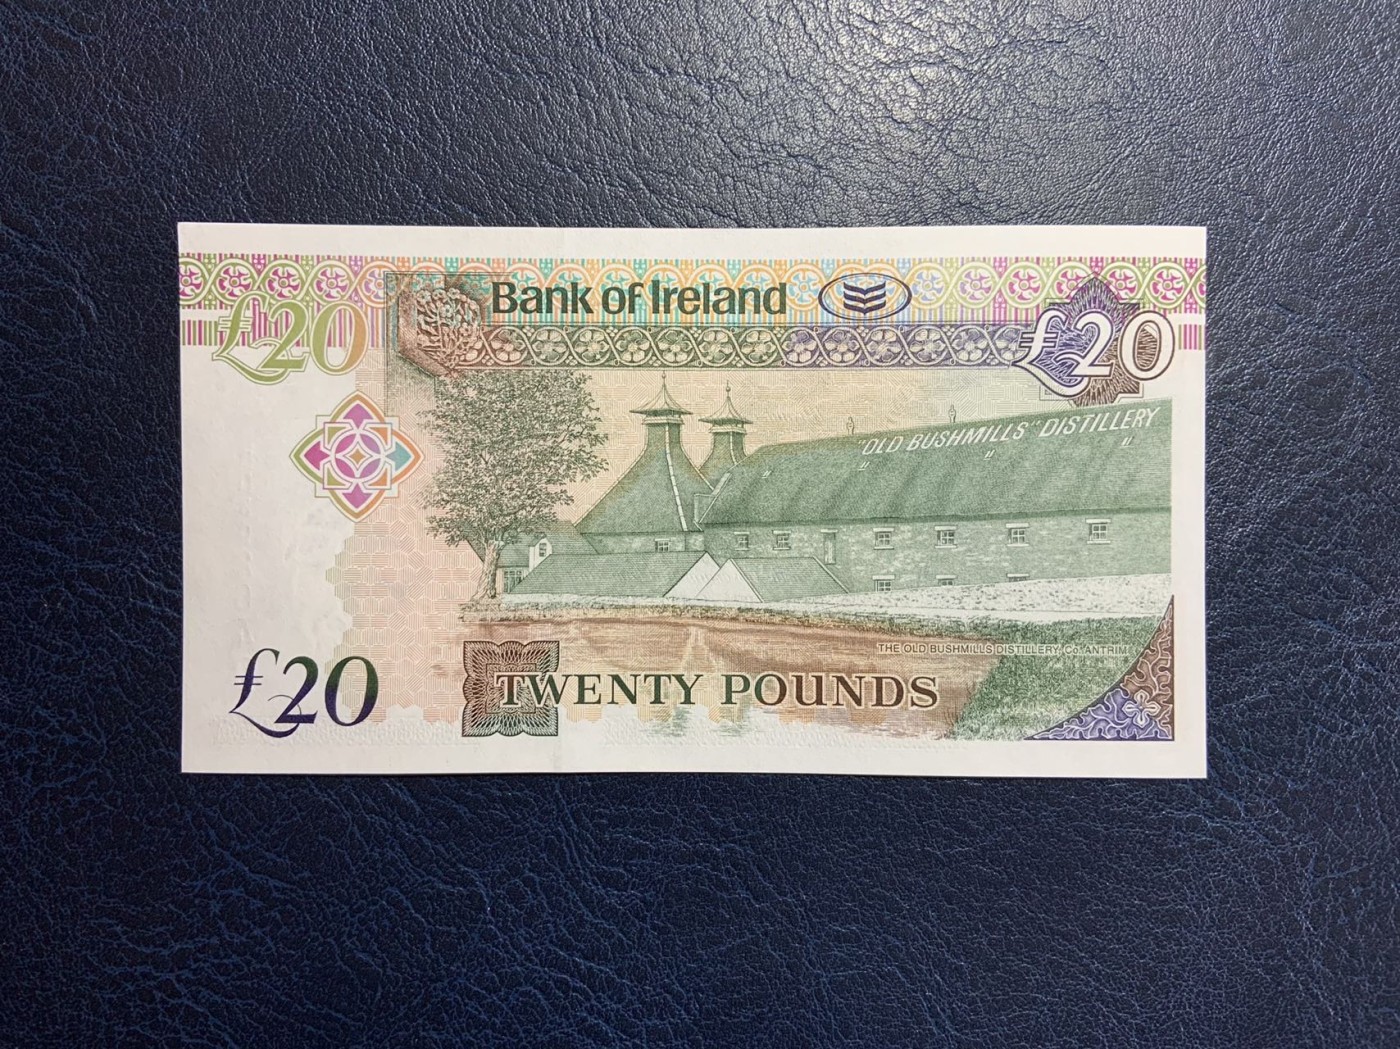 Bank of Ireland
£20
£20
"OLD BUSHMILLS" DISTILLERY
THE OLD BUSHMILLS DISTILLERY, Co. ANTRIM
£20
TWENTY POUNDS